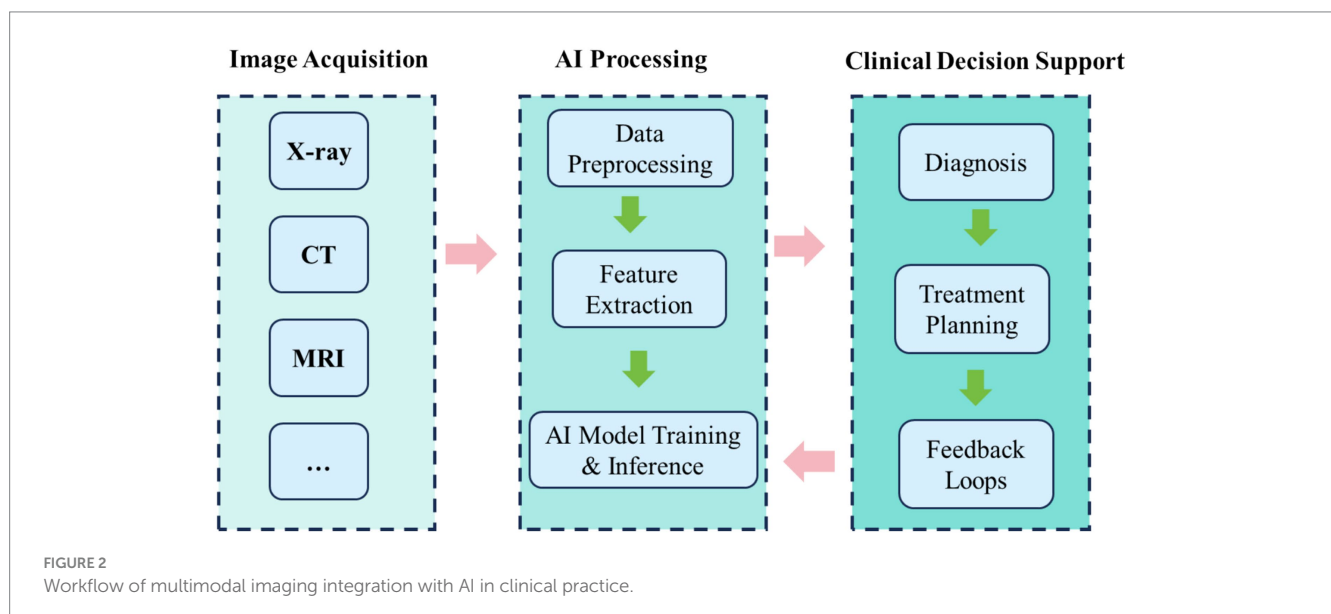 Image Acquisition
X-ray
CT
MRI
...
AI Processing
Data
Preprocessing
Feature
Extraction
AI Model Training
& Inference
Clinical Decision Support
Diagnosis
Treatment
Planning
Feedback
Loops
FIGURE 2
Workflow of multimodal imaging integration with AI in clinical practice.